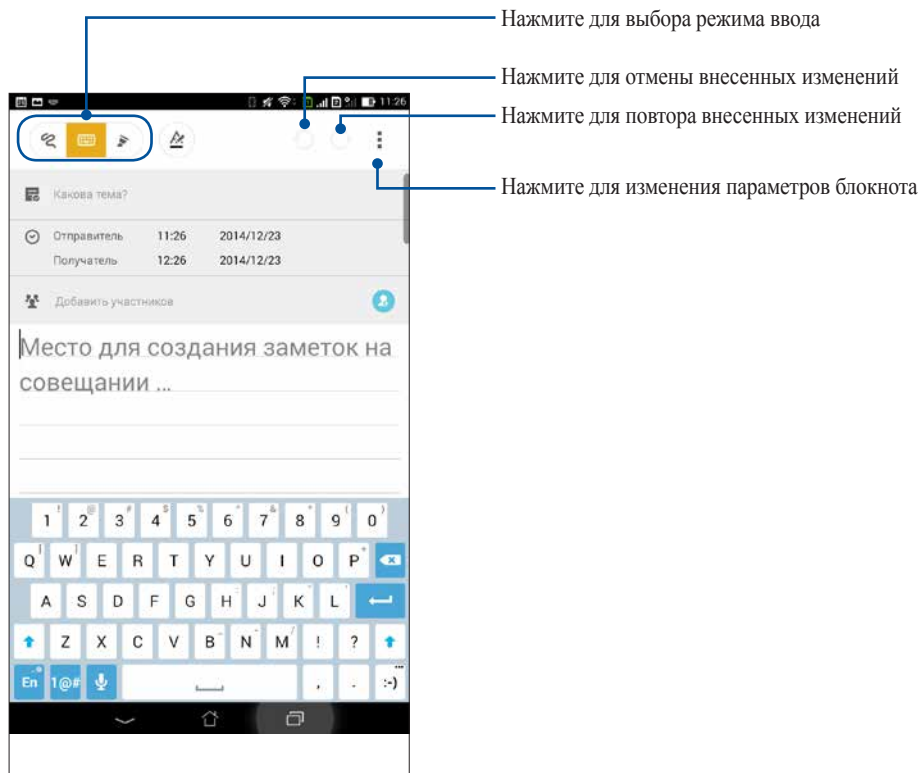 Нажмите для выбора режима ввода
Нажмите для отмены внесенных изменений
Нажмите для повтора внесенных изменений
Нажмите для изменения параметров блокнота
11:26
Какова тема?
Отправитель 11:26 2014/12/23
Получатель 12:26 2014/12/23
Добавить участников
Место для создания заметок на
совещании ...
1 ! 2 @ 3 # 4 $ 5 % 6 ^ 7 & 8 * 9 ( 0 )
Q W E R T Y U I O P
A S D F G H J K L
Z X C V B N M ! ?
En 1@# , . :-)